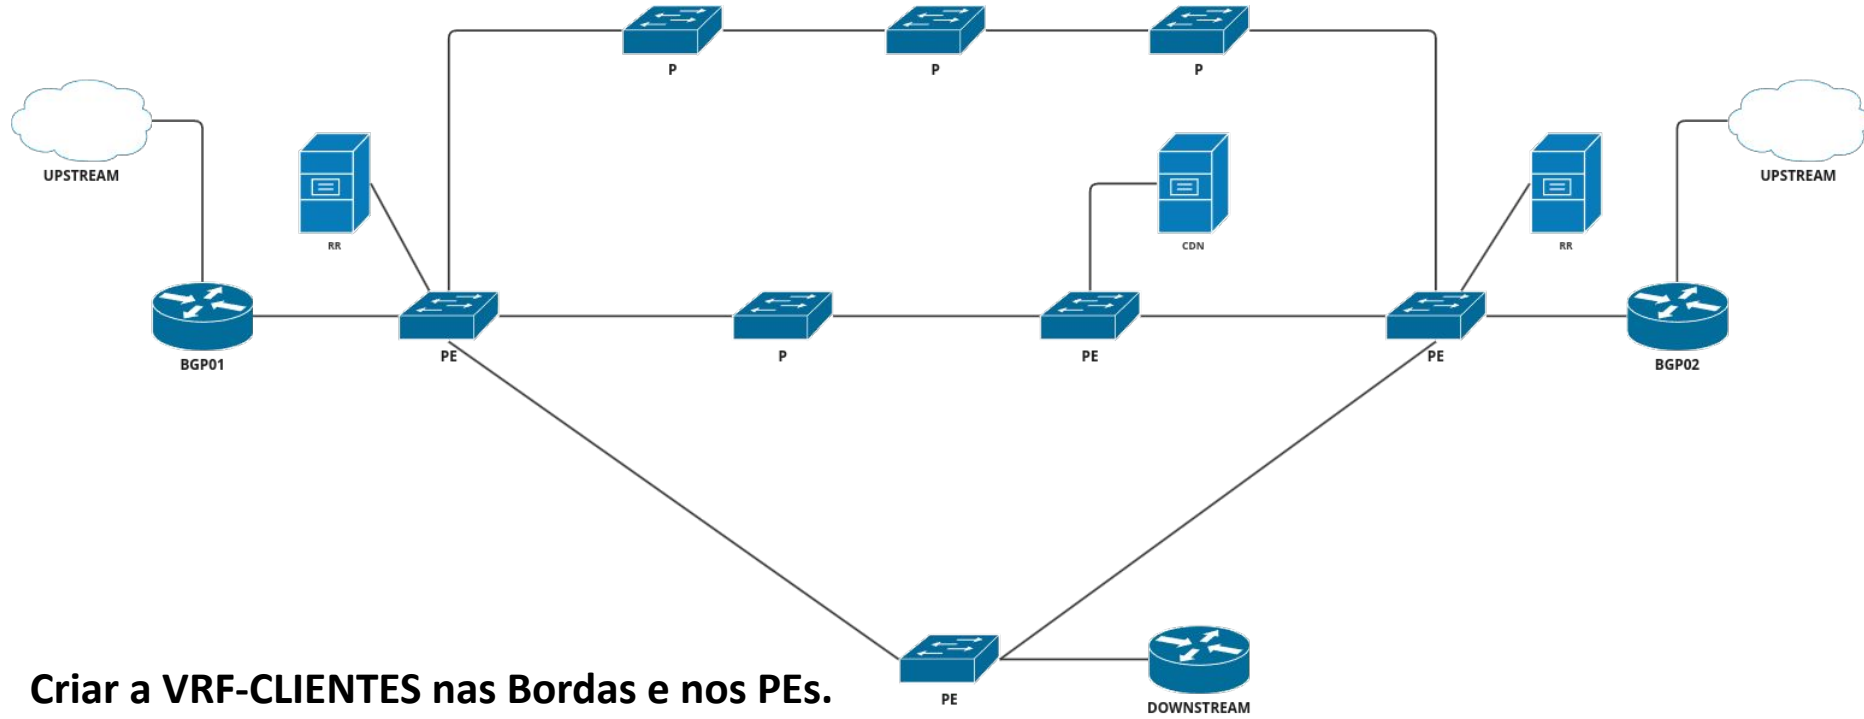 P
P
P
UPSTREAM
UPSTREAM
RR
CDN
RR
BGP01
PE
P
PE
PE
BGP02
Criar a VRF-CLIENTES nas Bordas e nos PEs.
PE
DOWNSTREAM